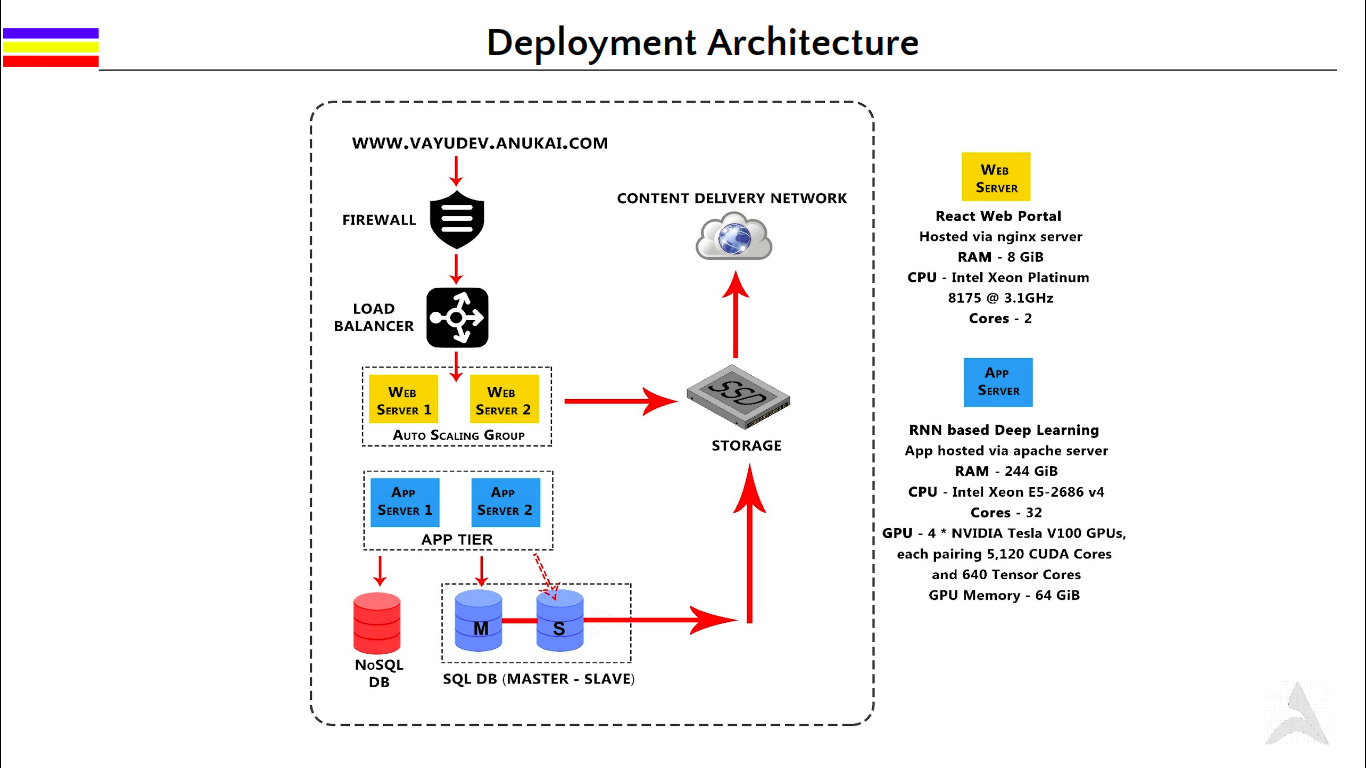 Deployment Architecture
WWW.VAYUDEV.ANUKAI.COM
FIREWALL
LOAD
BALANCER
WEB
SERVER 1
WEB
SERVER 2
AUTO SCALING GROUP
APP
SERVER 1
APP
SERVER 2
APP TIER
NoSQL
DB
M
S
SQL DB (MASTER - SLAVE)
CONTENT DELIVERY NETWORK
SSD
STORAGE
WEB
SERVER
React Web Portal
Hosted via nginx server
RAM - 8 GiB
CPU - Intel Xeon Platinum
8175 @ 3.1GHz
Cores - 2
APP
SERVER
RNN based Deep Learning
App hosted via apache server
RAM - 244 GiB
CPU - Intel Xeon E5-2686 v4
Cores - 32
GPU - 4 * NVIDIA Tesla V100 GPUs,
each pairing 5,120 CUDA Cores
and 640 Tensor Cores
GPU Memory - 64 GiB